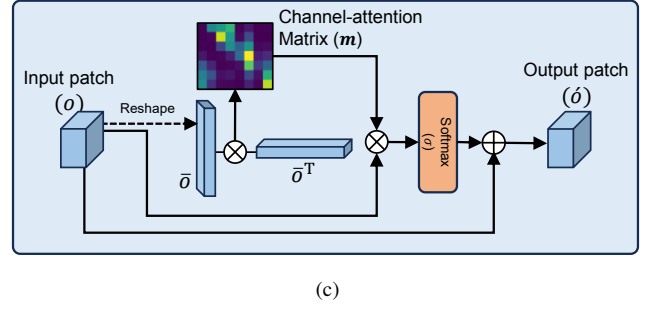 Channel-attention
Matrix (m)
Input patch
(o)
Reshape
Output patch
(ó)
Softmax
(σ)
ō
ōᵀ
(c)